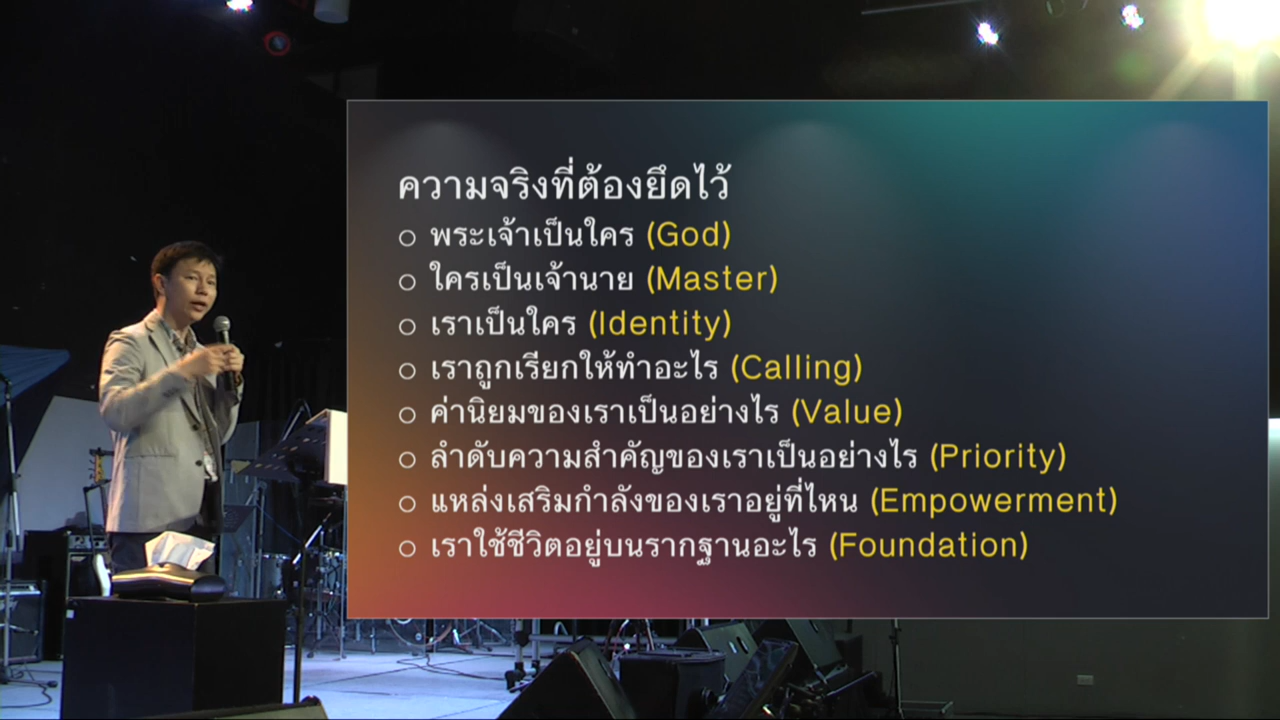 ความจริงที่ต้องยึดไว้
พระเจ้าเป็นใคร (God)
ใครเป็นเจ้านาย (Master)
เราเป็นใคร (Identity)
เราถูกเรียกให้ทำอะไร (Calling)
ค่านิยมของเราเป็นอย่างไร (Value)
ลำดับความสำคัญของเราเป็นอย่างไร (Priority)
แหล่งเสริมกำลังของเราอยู่ที่ไหน (Empowerment)
เราใช้ชีวิตอยู่บนรากฐานอะไร (Foundation)